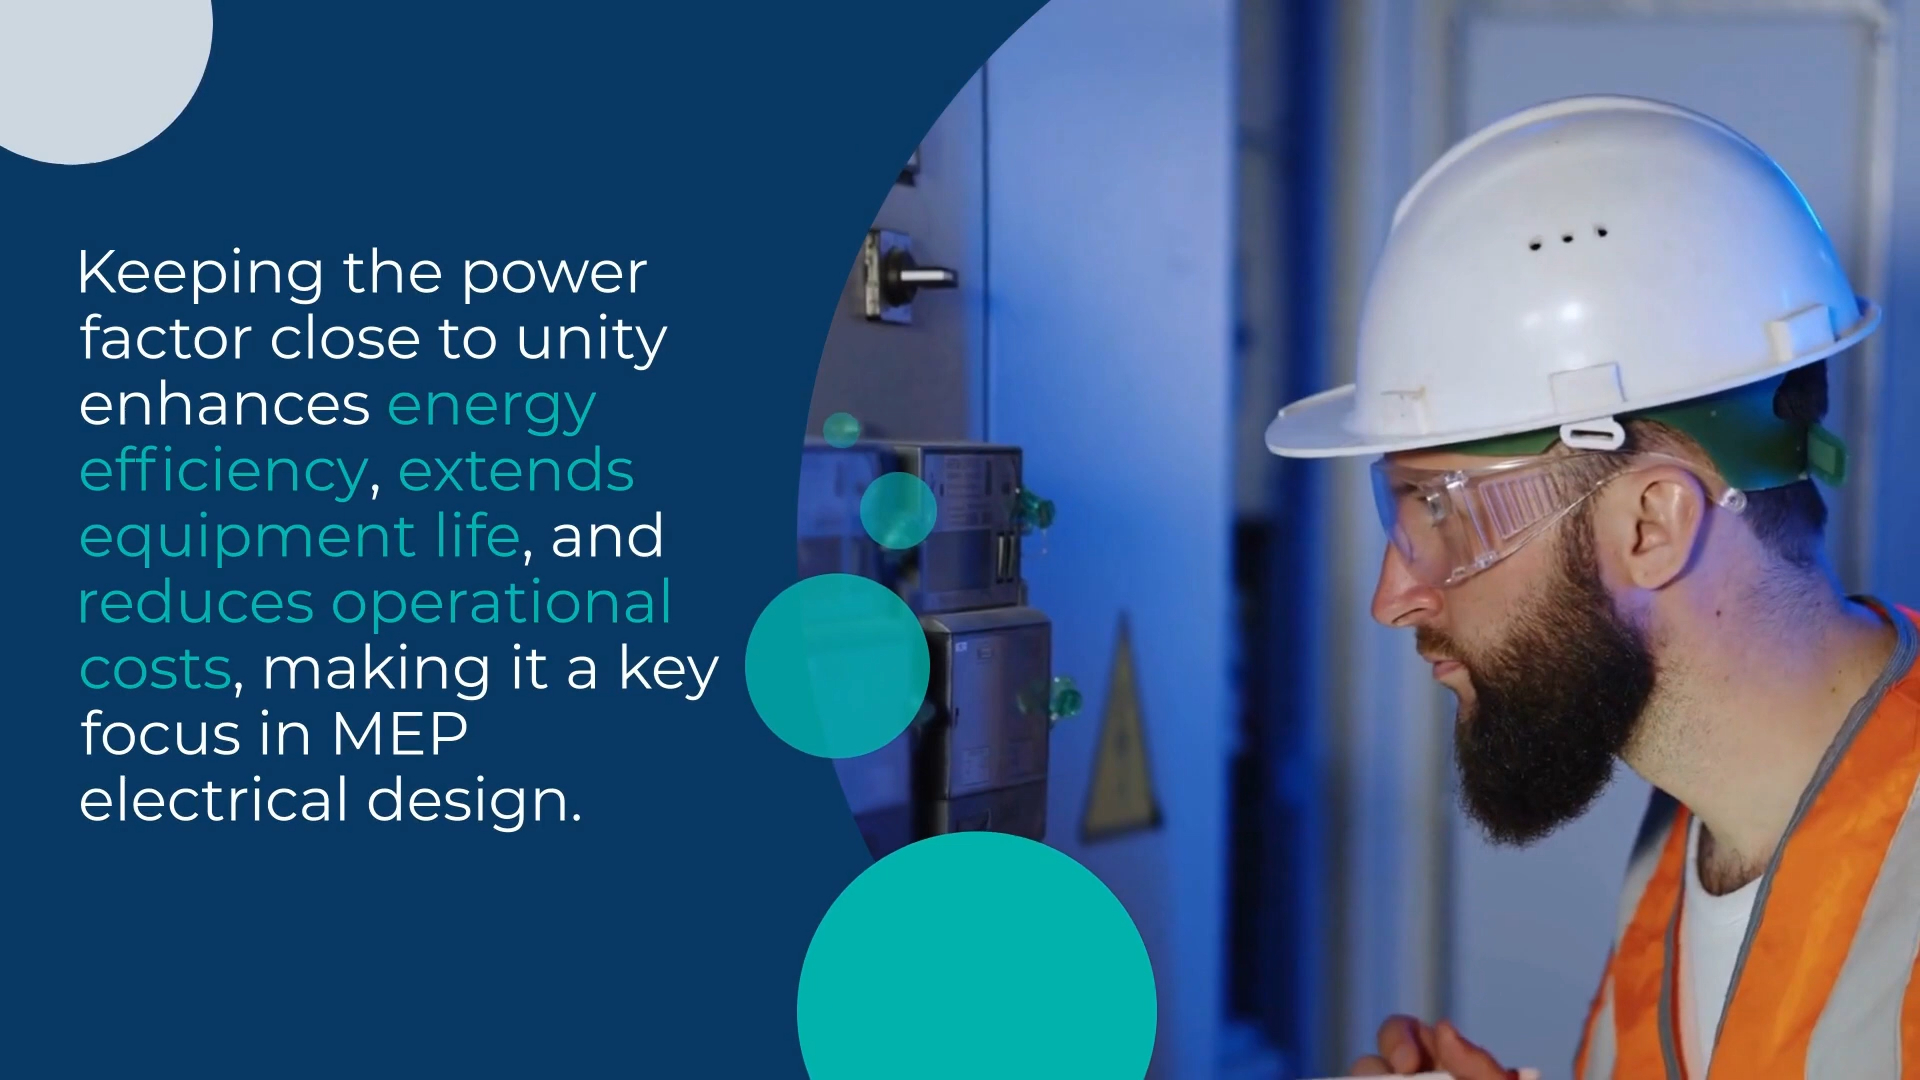 Keeping the power
factor close to unity
enhances energy
efficiency, extends
equipment life, and
reduces operational
costs, making it a key
focus in MEP
electrical design.